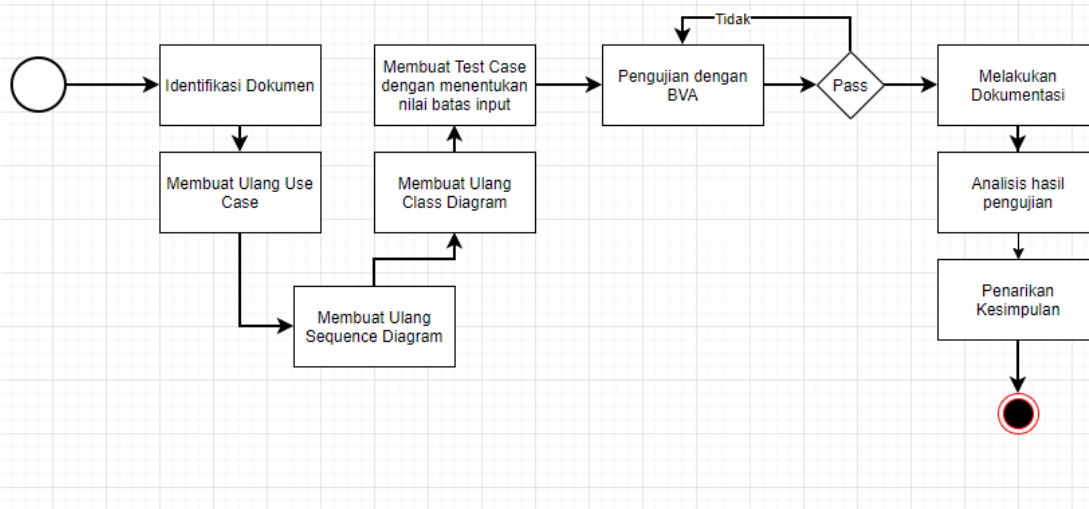 Identifikasi Dokumen
Membuat Ulang Use
Case
Membuat Ulang
Sequence Diagram
Membuat Ulang
Class Diagram
Membuat Test Case
dengan menentukan
nilai batas input
Pengujian dengan
BVA
Tidak
Pass
Melakukan
Dokumentasi
Analisis hasil
pengujian
Penarikan
Kesimpulan